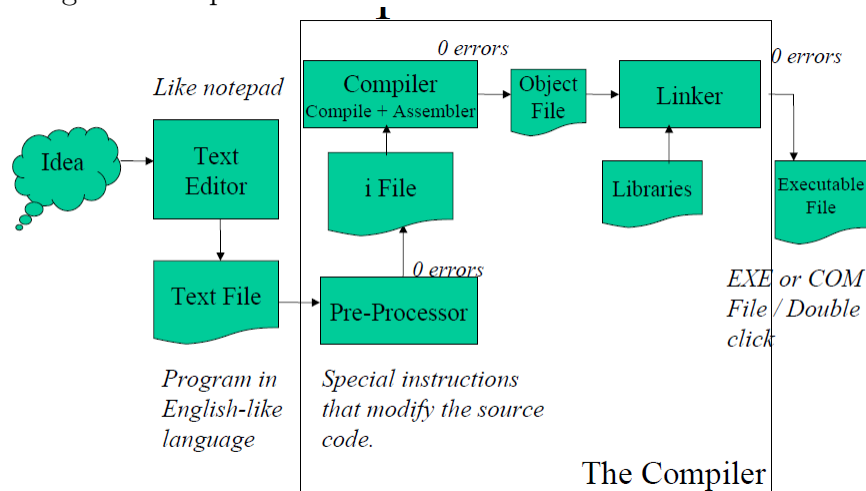 0 errors
0 errors
Like notepad
Compiler
Compile + Assembler
Object
File
Linker
Idea
Text
Editor
i File
Libraries
Executable
File
0 errors
Text File
Pre-Processor
EXE or COM
File / Double
click
Program in
English-like
language
Special instructions
that modify the source
code.
The Compiler